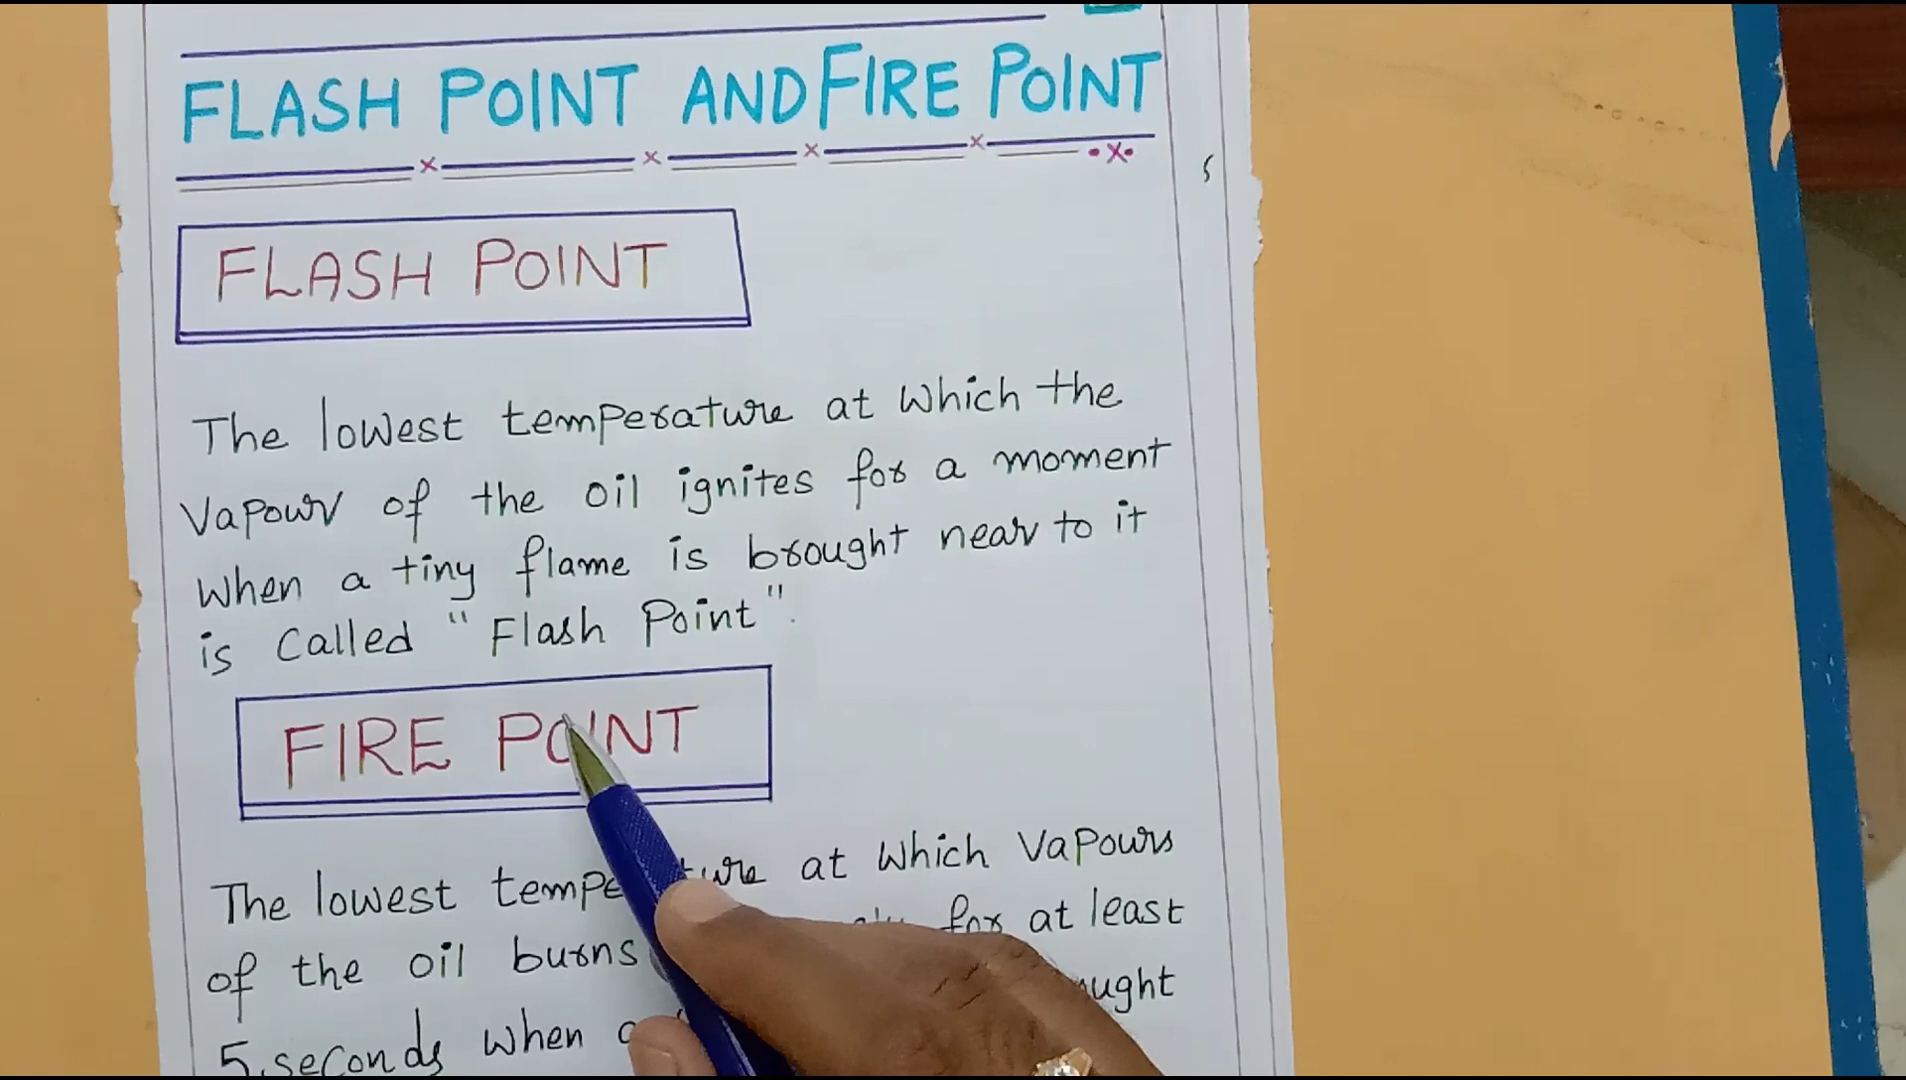 FLASH POINT AND FIRE POINT
FLASH POINT
The lowest temperature at which the
Vapour of the oil ignites for a moment
when a tiny flame is brought near to it
is called "Flash Point".
FIRE POINT
The lowest at which Vapours
of the oil burns for at least
5 seconds when